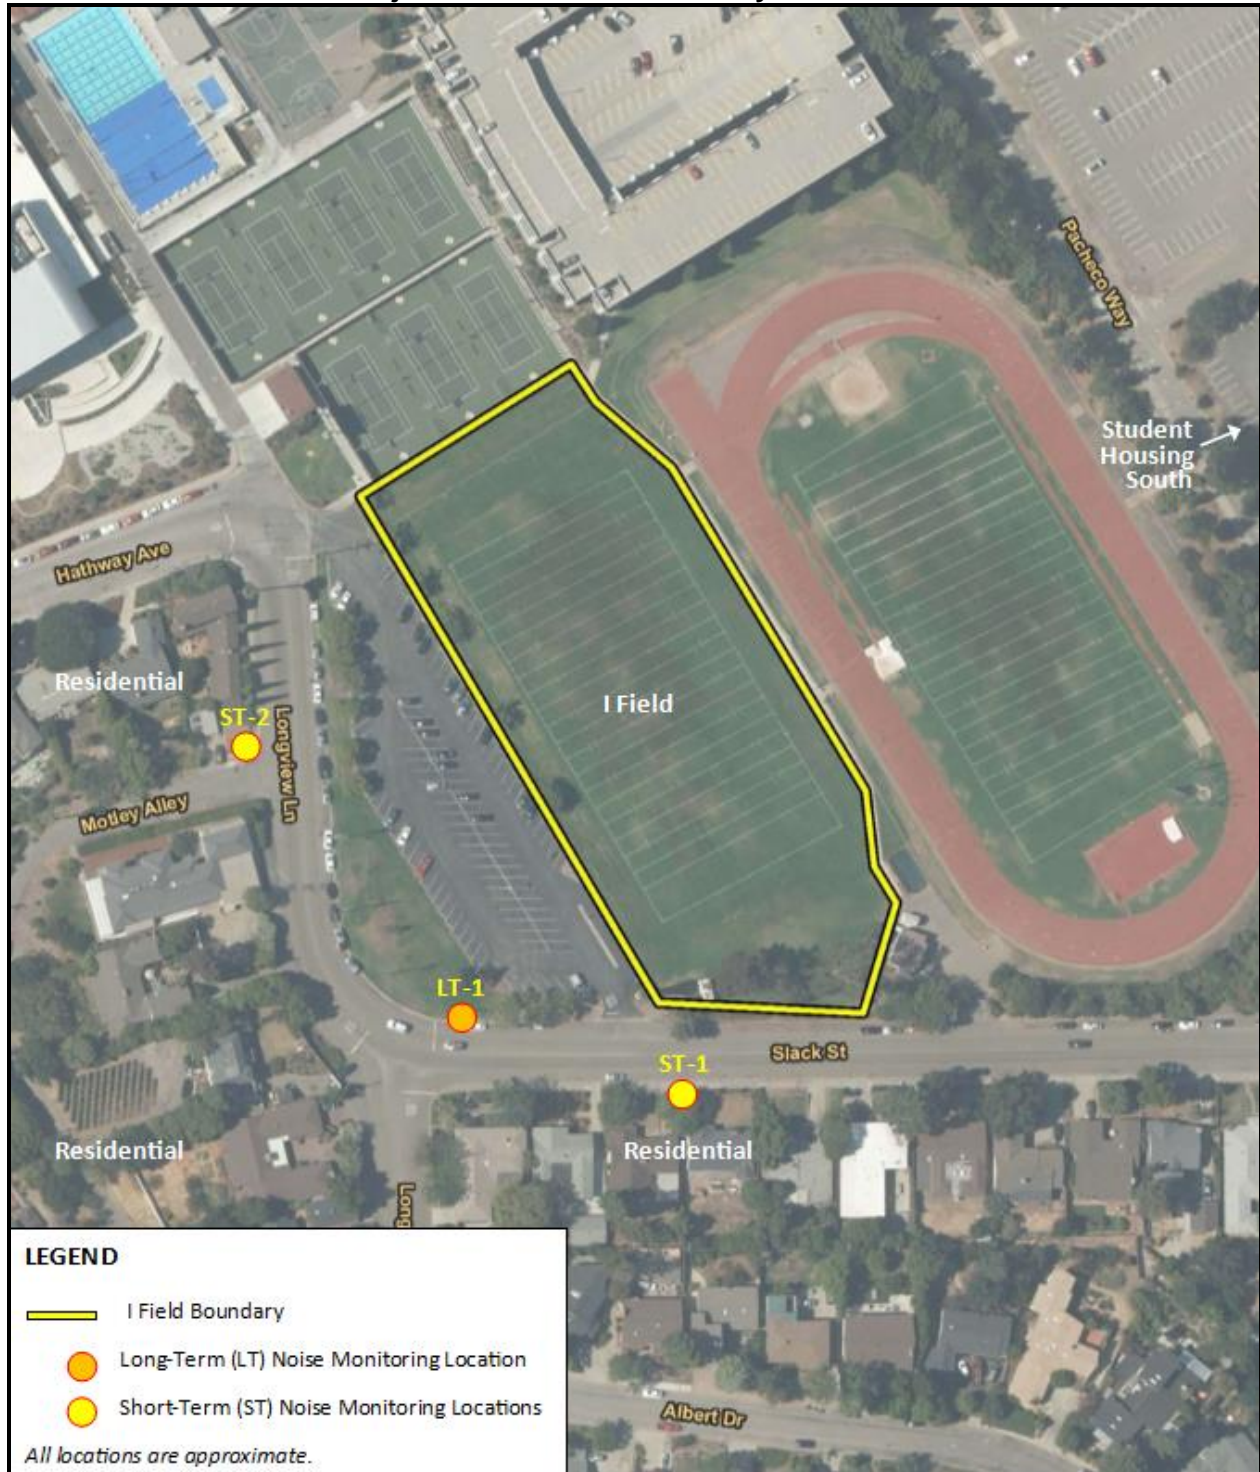 Pacheco Way
Student
Housing
South
Hathway Ave
Residential
I Field
ST-2
Longview Ln
Motley Alley
LT-1
Slack St
ST-1
Residential
Residential
Long
LEGEND
I Field Boundary
Long-Term (LT) Noise Monitoring Location
Short-Term (ST) Noise Monitoring Locations
All locations are approximate.
Albert Dr